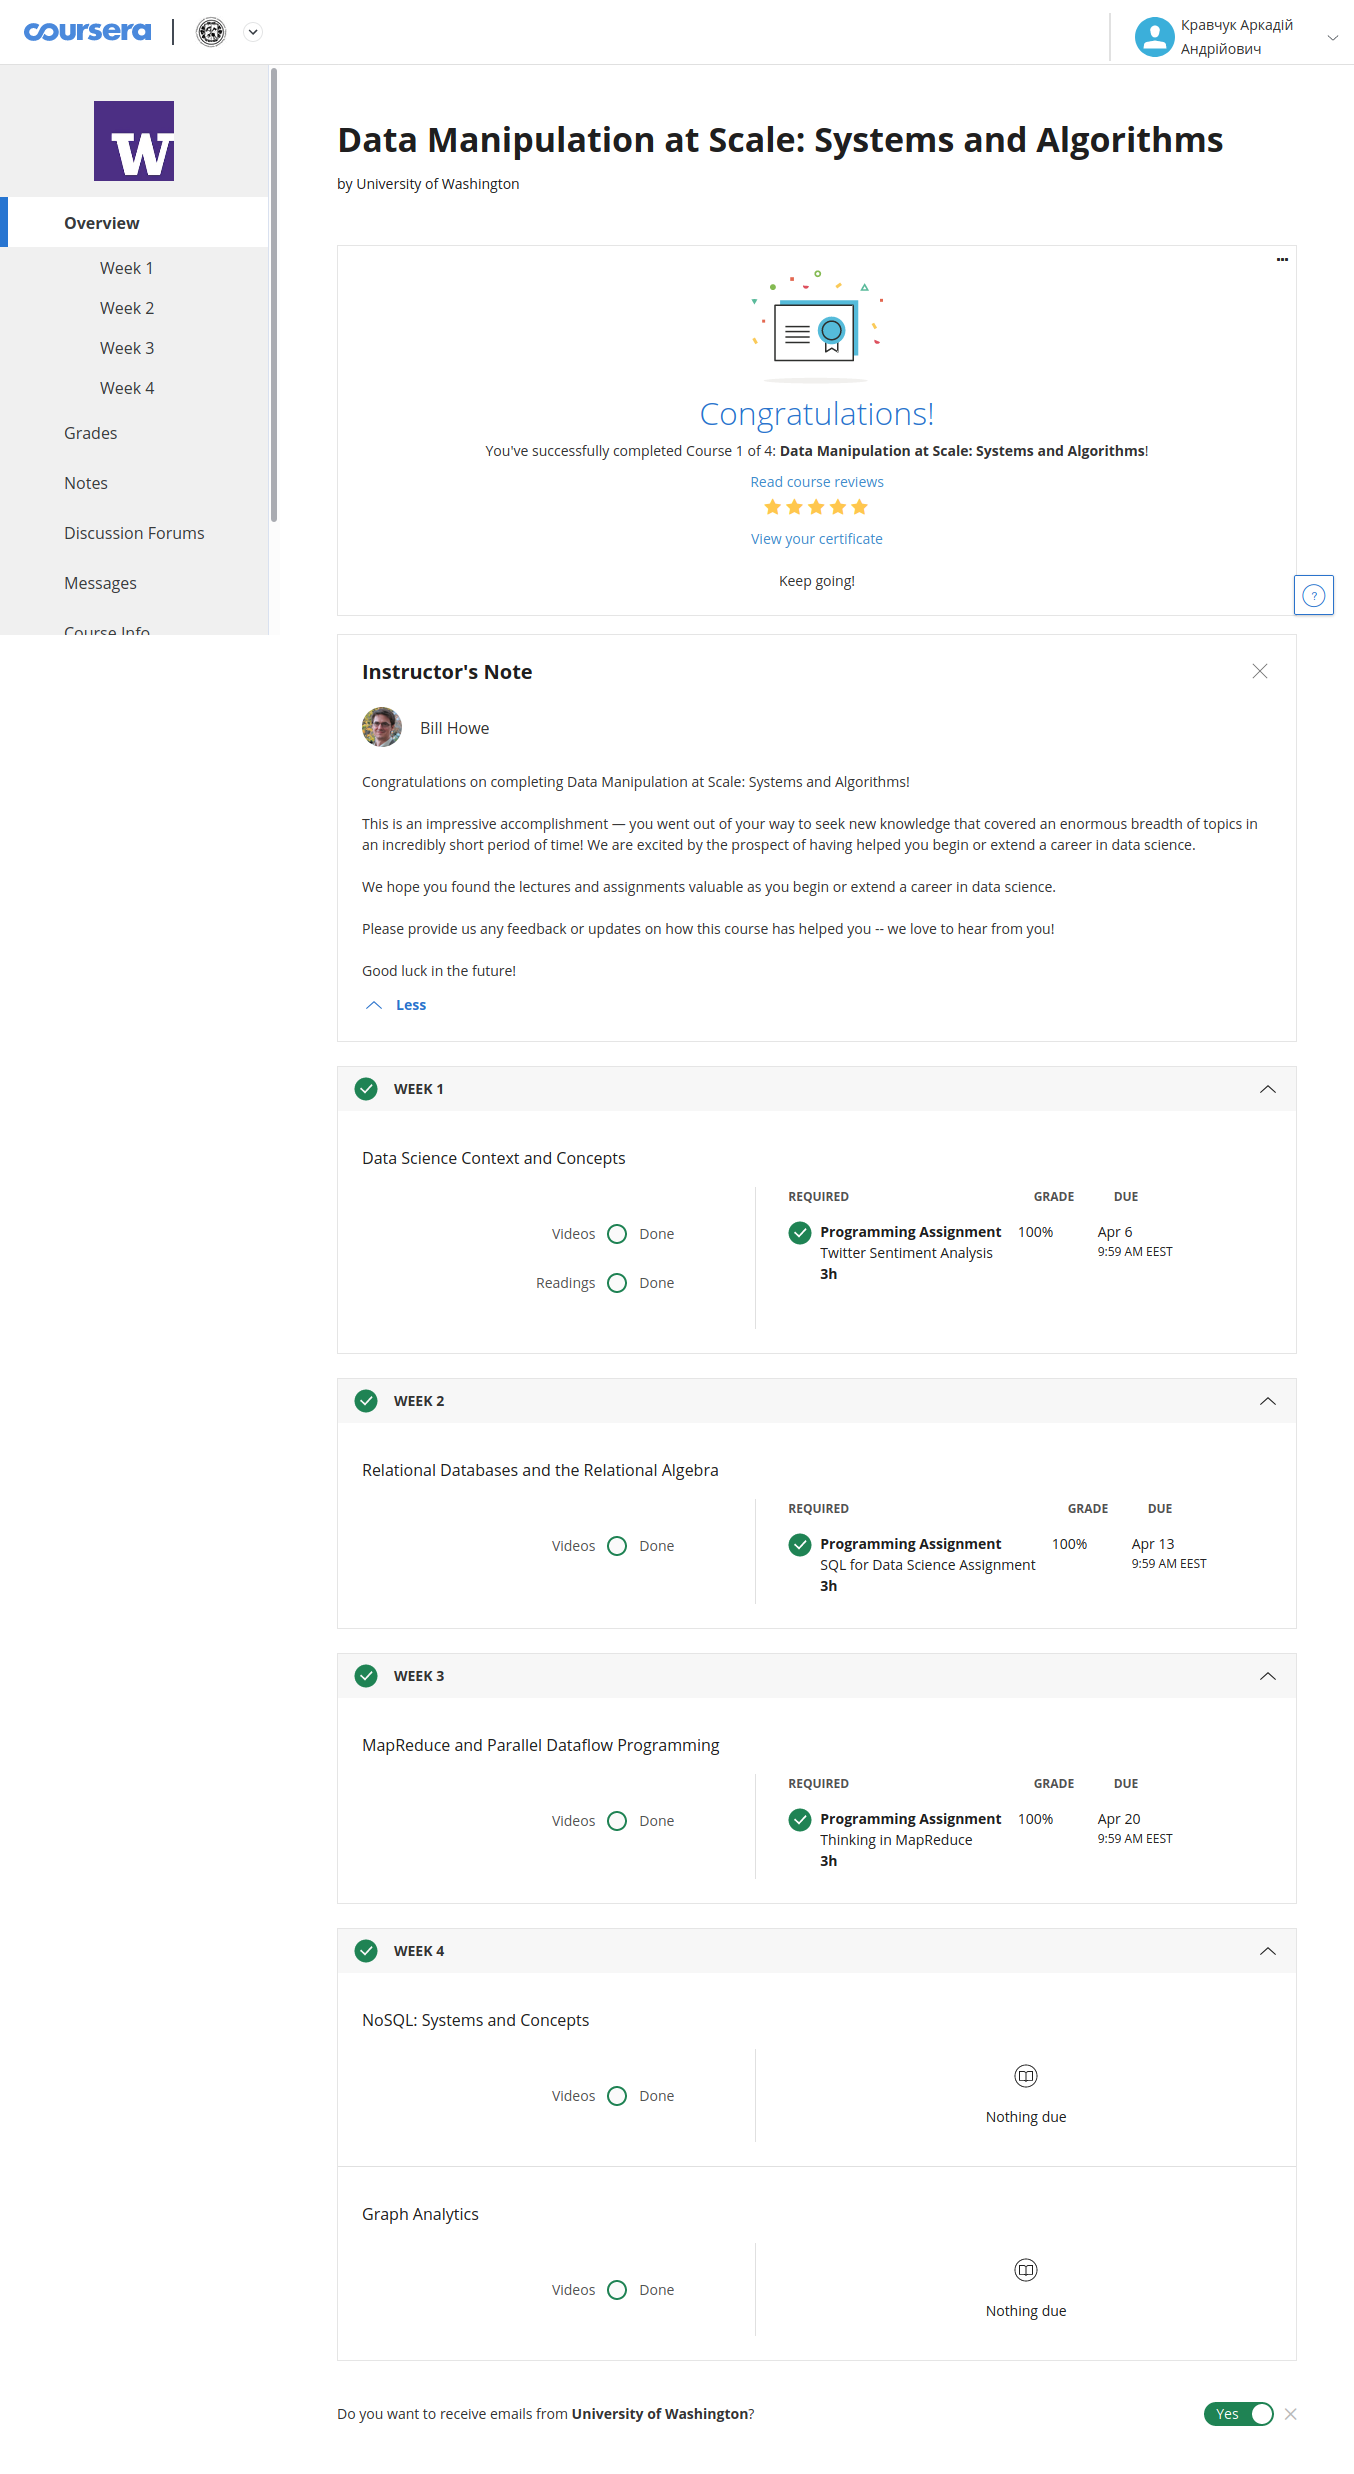 coursera
Кравчук Аркадій
Андрійович
W
Overview
Week 1
Week 2
Week 3
Week 4
Grades
Notes
Discussion Forums
Messages
Course Info
Data Manipulation at Scale: Systems and Algorithms
by University of Washington
Congratulations!
You've successfully completed Course 1 of 4: Data Manipulation at Scale: Systems and Algorithms!
Read course reviews
View your certificate
Keep going!
?
Instructor's Note
Bill Howe
Congratulations on completing Data Manipulation at Scale: Systems and Algorithms!
This is an impressive accomplishment — you went out of your way to seek new knowledge that covered an enormous breadth of topics in
an incredibly short period of time! We are excited by the prospect of having helped you begin or extend a career in data science.
We hope you found the lectures and assignments valuable as you begin or extend a career in data science.
Please provide us any feedback or updates on how this course has helped you -- we love to hear from you!
Good luck in the future!
Less
WEEK 1
Data Science Context and Concepts
Videos Done
Readings Done
REQUIRED GRADE DUE
Programming Assignment 100% Apr 6
Twitter Sentiment Analysis 9:59 AM EEST
3h
WEEK 2
Relational Databases and the Relational Algebra
Videos Done
REQUIRED GRADE DUE
Programming Assignment 100% Apr 13
SQL for Data Science Assignment 9:59 AM EEST
3h
WEEK 3
MapReduce and Parallel Dataflow Programming
Videos Done
REQUIRED GRADE DUE
Programming Assignment 100% Apr 20
Thinking in MapReduce 9:59 AM EEST
3h
WEEK 4
NoSQL: Systems and Concepts
Videos Done
Nothing due
Graph Analytics
Videos Done
Nothing due
Do you want to receive emails from University of Washington?
Yes